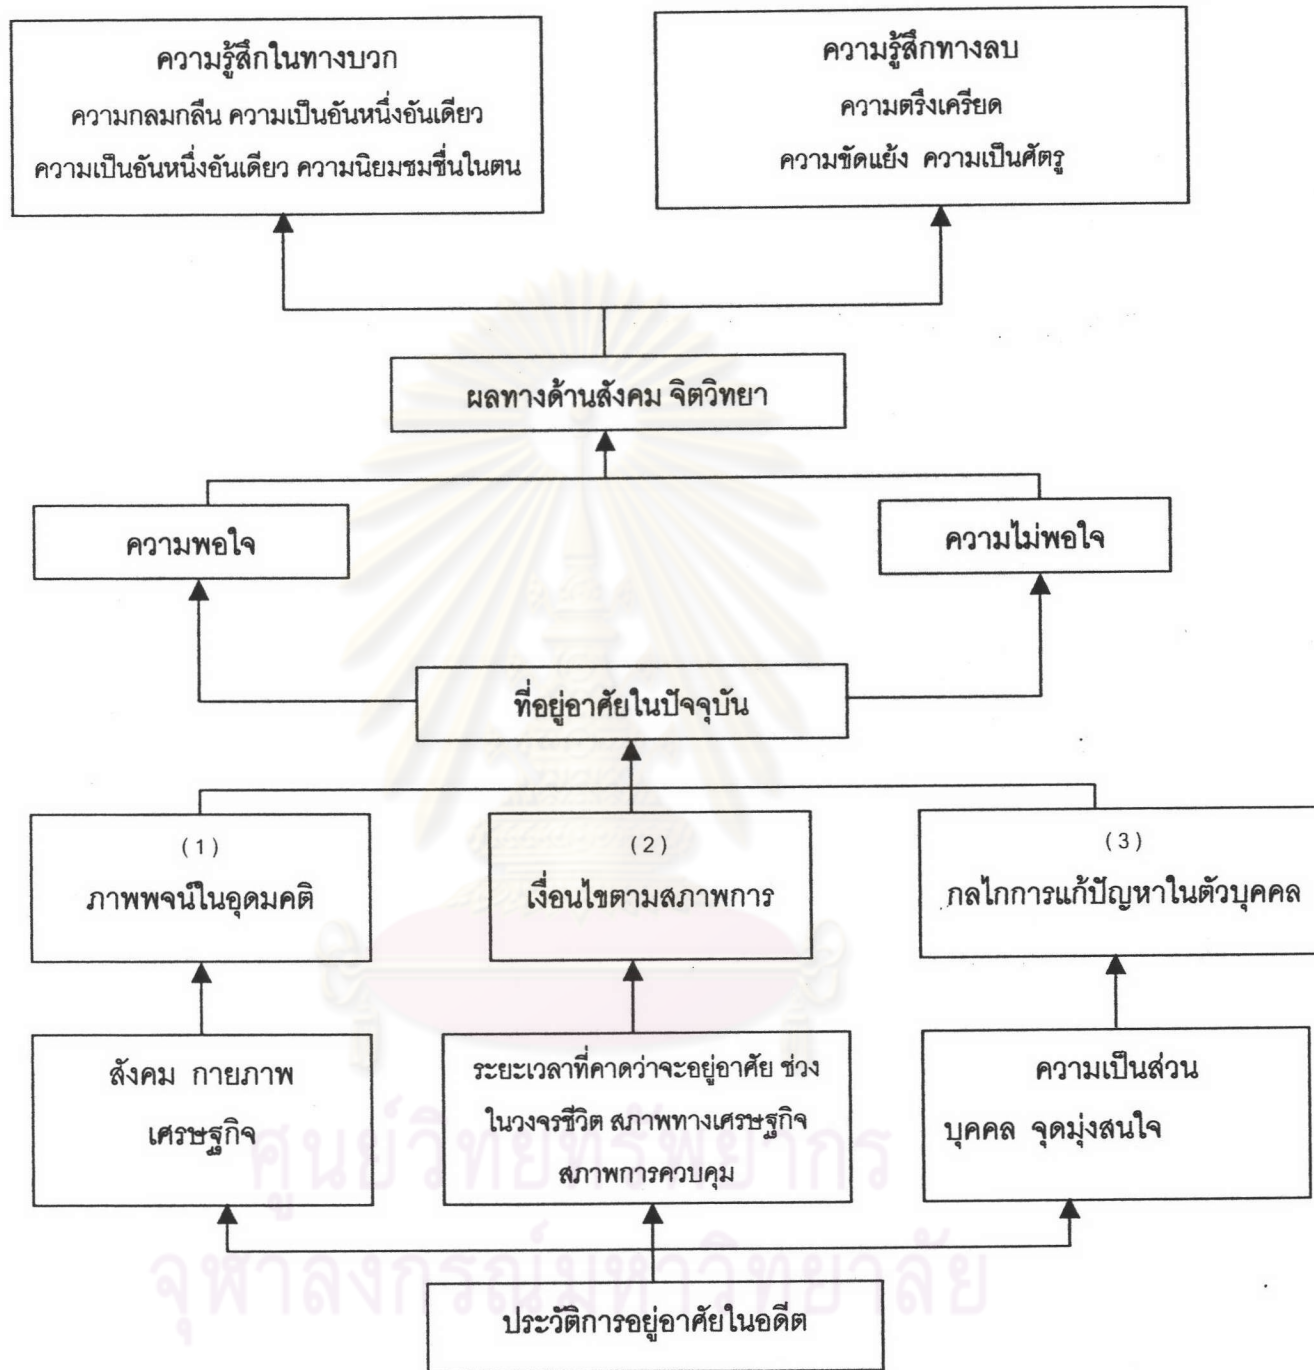 ความรู้สึกในทางบวก
ความกลมกลืน ความเป็นอันหนึ่งอันเดียว
ความเป็นอันหนึ่งอันเดียว ความนิยมชมชื่นในตน
ความรู้สึกทางลบ
ความตรึงเครียด
ความขัดแย้ง ความเป็นศัตรู
ผลทางด้านสังคม จิตวิทยา
ความพอใจ
ความไม่พอใจ
ที่อยู่อาศัยในปัจจุบัน
(1)
ภาพพจน์ในอุดมคติ
(2)
เงื่อนไขตามสภาพการ
(3)
กลไกการแก้ปัญหาในตัวบุคคล
สังคม กายภาพ
เศรษฐกิจ
ระยะเวลาที่คาดว่าจะอยู่อาศัย ช่วง
ในวงจรชีวิต สภาพทางเศรษฐกิจ
สภาพการควบคุม
ความเป็นส่วน
บุคคล จุดมุ่งสนใจ
ประวัติการอยู่อาศัยในอดีต
ศูนย์วิทยทรัพยากร
จุฬาลงกรณ์มหาวิทยาลัย